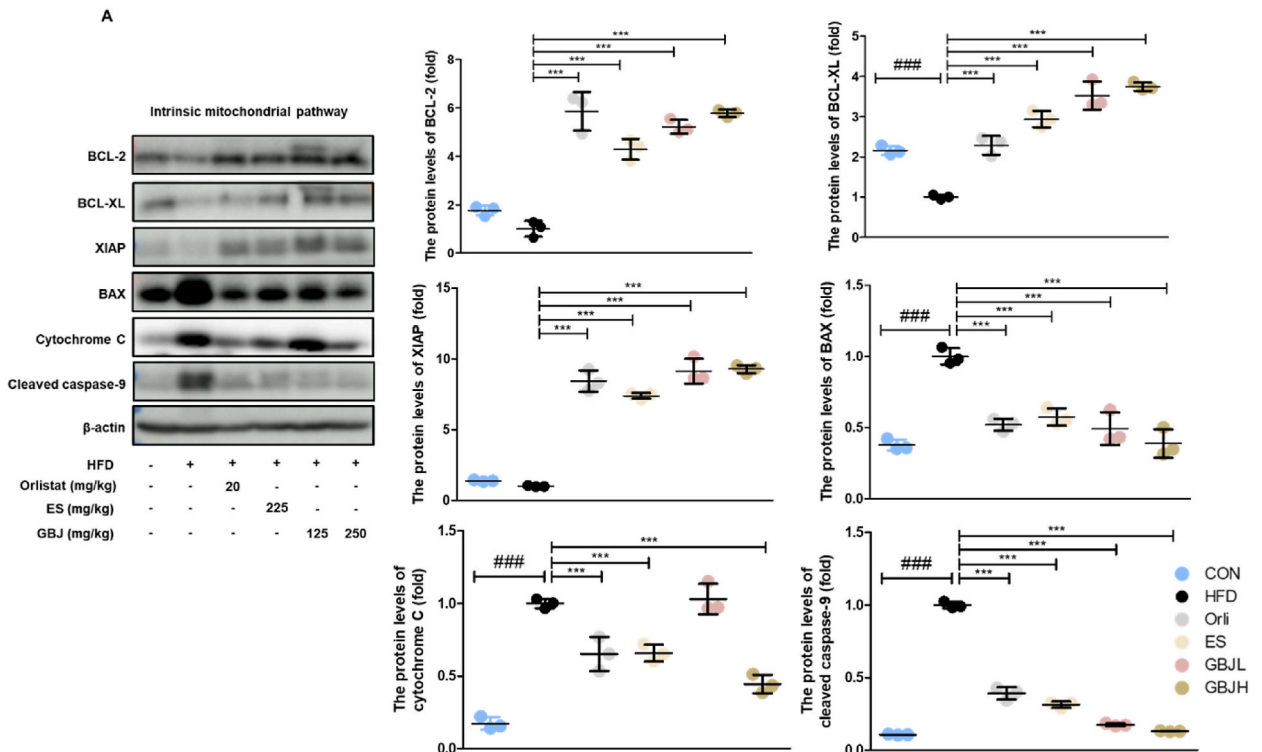 A
Intrinsic mitochondrial pathway
BCL-2
BCL-XL
XIAP
BAX
Cytochrome C
Cleaved caspase-9
β-actin
HFD - + + + + +
Orlistat (mg/kg) - - 20 - - -
ES (mg/kg) - - - 225 - -
GBJ (mg/kg) - - - - 125 250
The protein levels of BCL-2 (fold)
8
6
4
2
0
***
***
***
***
The protein levels of BCL-XL (fold)
5
4
3
2
1
0
###
***
***
***
***
The protein levels of XIAP (fold)
15
10
5
0
***
***
***
***
The protein levels of BAX (fold)
1.5
1.0
0.5
0.0
###
***
***
***
***
The protein levels of
cytochrome C (fold)
1.5
1.0
0.5
0.0
###
***
***
***
The protein levels of
cleaved caspase-9 (fold)
1.5
1.0
0.5
0.0
###
***
***
***
***
CON
HFD
Orli
ES
GBJL
GBJH